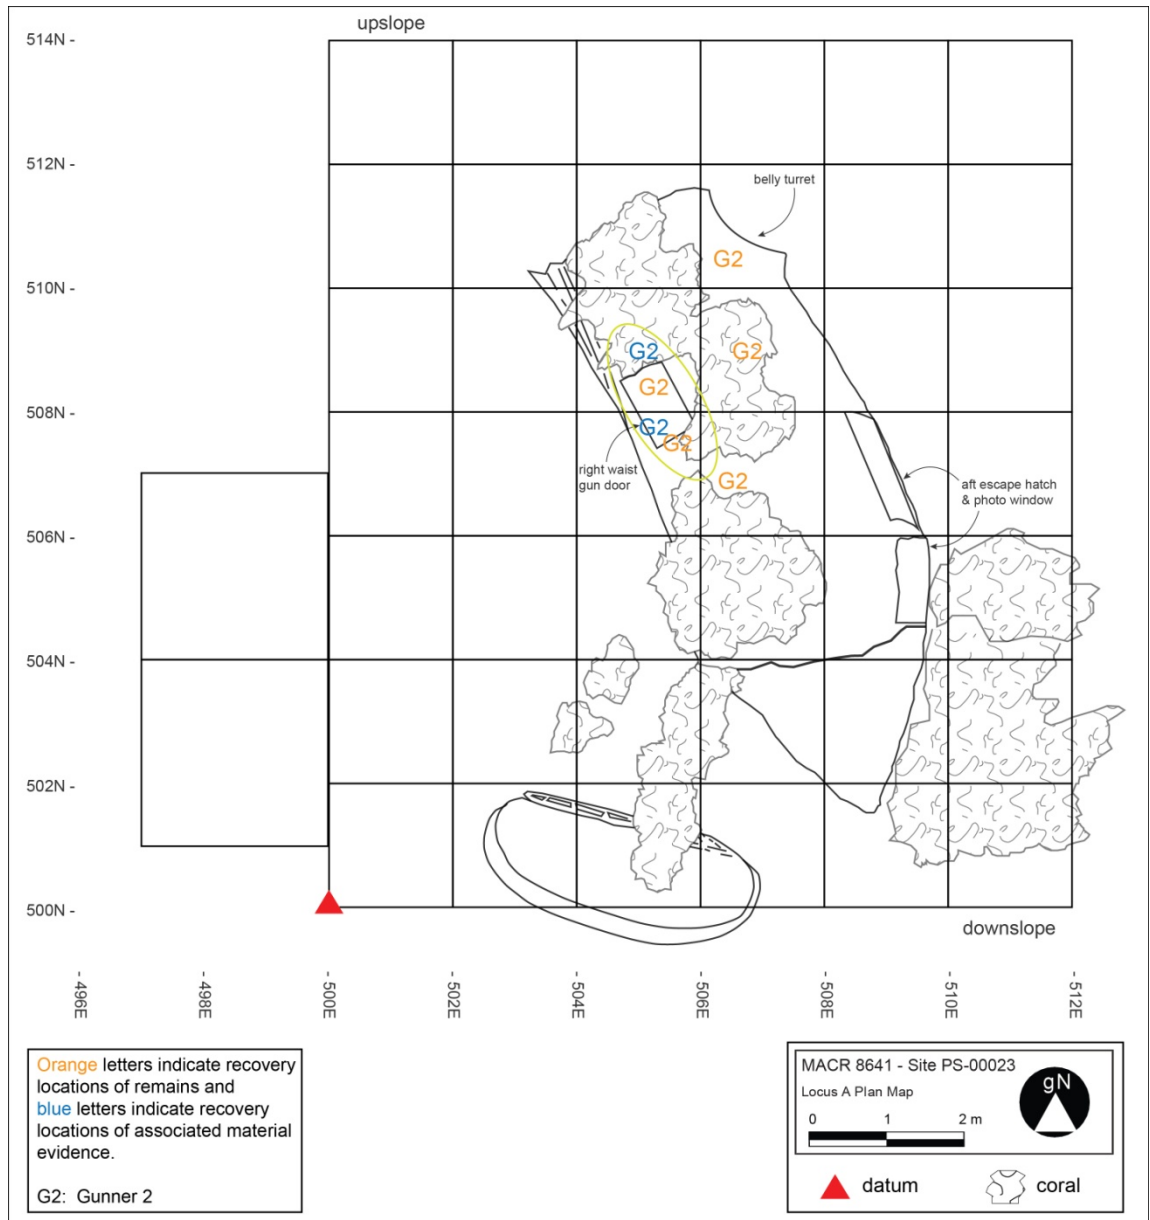 upslope
514N -
512N -
belly turret
G2
510N -
G2
G2
G2
508N -
G2
G2
right waist
gun door
G2
aft escape hatch
& photo window
506N -
504N -
502N -
500N -
downslope
- 496E
- 498E
- 500E
- 502E
- 504E
- 506E
- 508E
- 510E
- 512E
Orange letters indicate recovery
locations of remains and
blue letters indicate recovery
locations of associated material
evidence.
G2: Gunner 2
MACR 8641 - Site PS-00023
Locus A Plan Map
0 1 2 m
gN
datum
coral